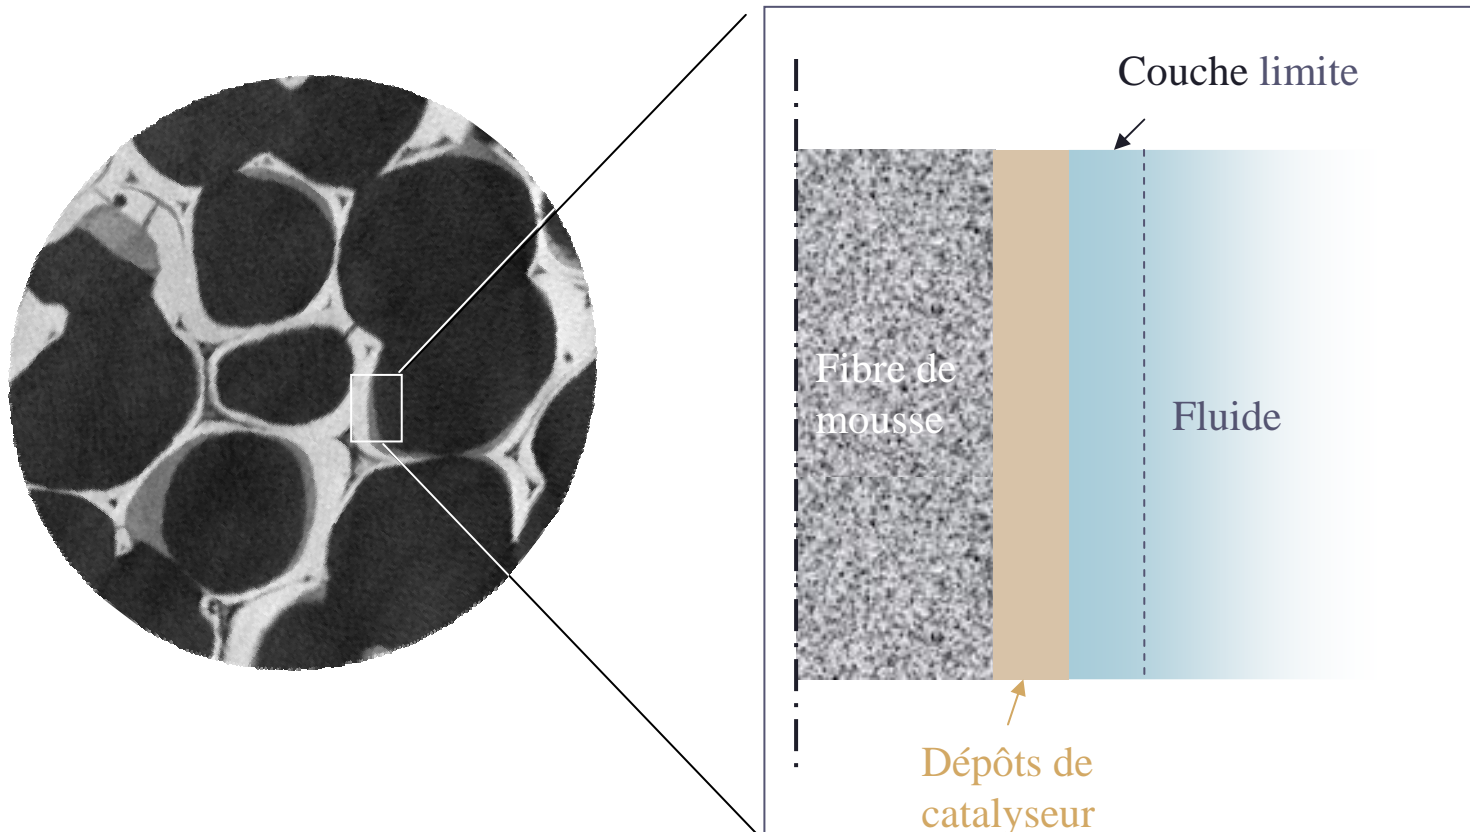 Couche limite
Fibre de
mousse
Fluide
Dépôts de
catalyseur